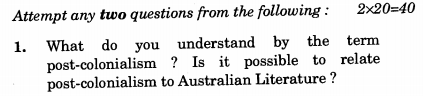 Attempt any two questions from the following : 2×20=40
1. What do you understand by the term
post-colonialism ? Is it possible to relate
post-colonialism to Australian Literature ?